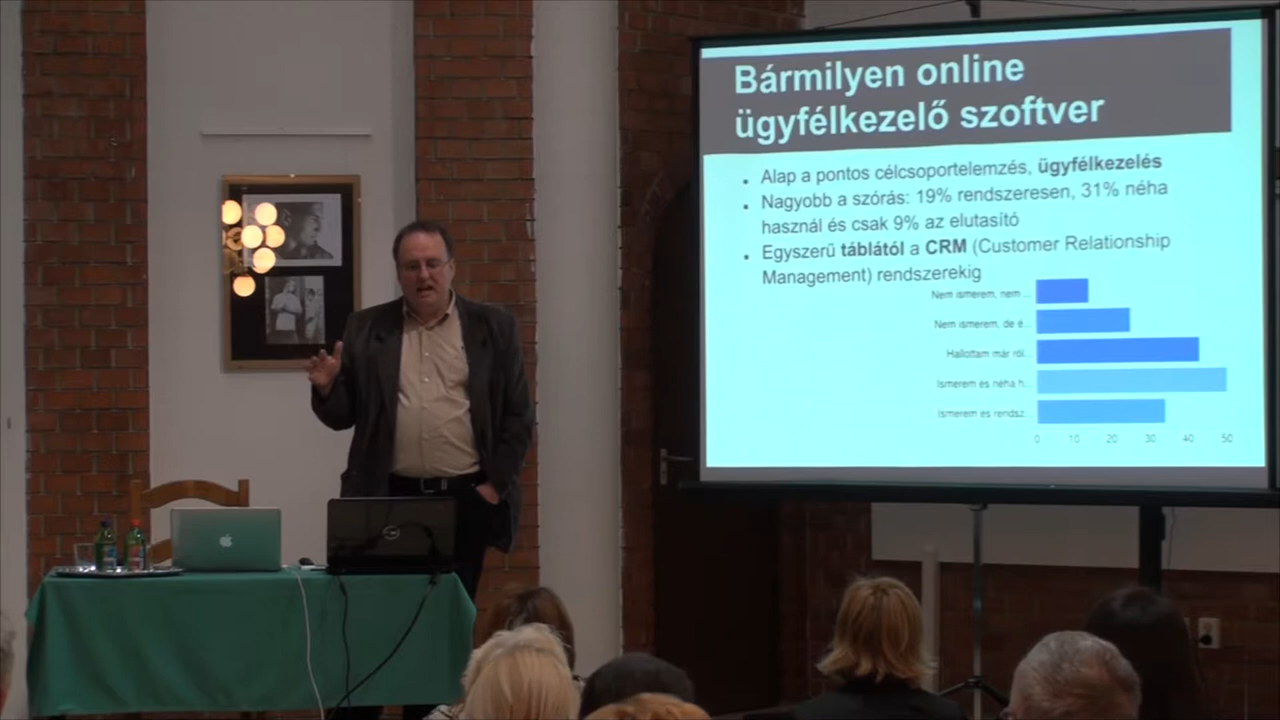 Bármilyen online
ügyfélkezelő szoftver
• Alap a pontos célcsoportelemzés, ügyfélkezelés
• Nagyobb a szórás: 19% rendszeresen, 31% néha
használ és csak 9% az elutasító
• Egyszerű táblától a CRM (Customer Relationship
Management) rendszerekig
Nem ismerem, nem ...
Nem ismerem, de é...
Hallottam már ról...
Ismerem és néha h...
Ismerem és rendsz...
0 10 20 30 40 50
DELL